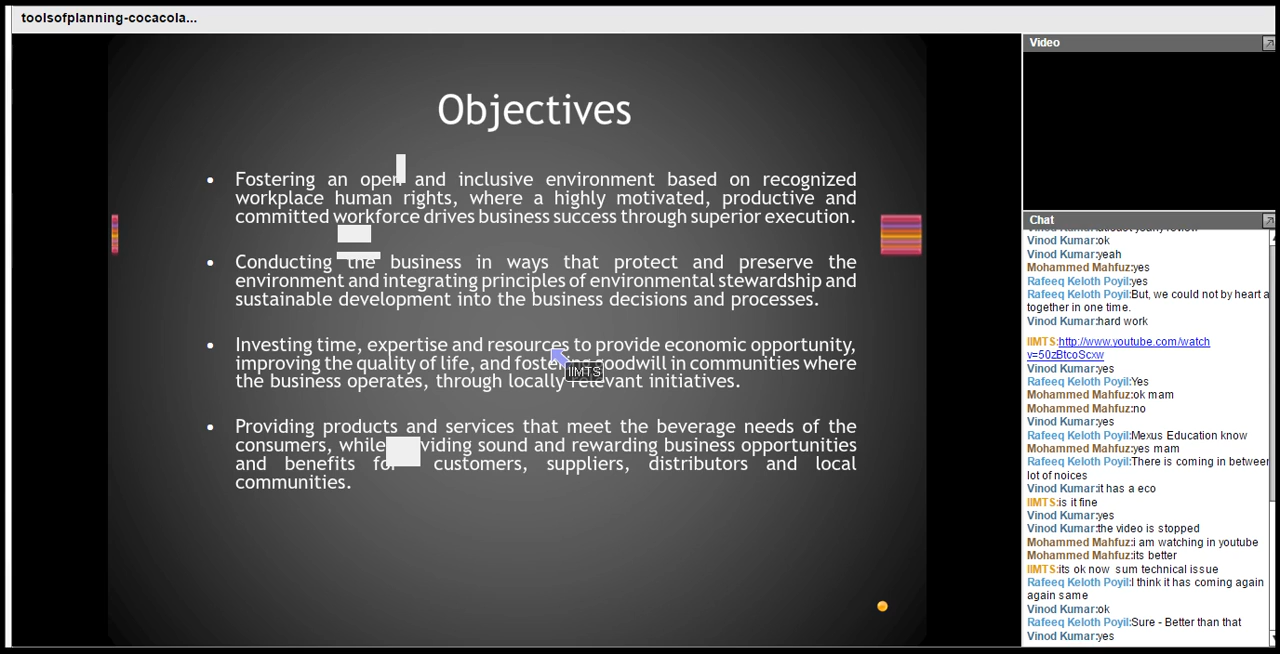 toolsofplanning-cocacola...
Objectives
• Fostering an open and inclusive environment based on recognized
workplace human rights, where a highly motivated, productive and
committed workforce drives business success through superior execution.
• Conducting the business in ways that protect and preserve the
environment and integrating principles of environmental stewardship and
sustainable development into the business decisions and processes.
• Investing time, expertise and resources to provide economic opportunity,
improving the quality of life, and fostering goodwill in communities where
the business operates, through locally relevant initiatives.
IIMTS
• Providing products and services that meet the beverage needs of the
consumers, while viding sound and rewarding business opportunities
and benefits customers, suppliers, distributors and local
communities.
Video
Chat
Vinod Kumar:ok
Vinod Kumar:yeah
Mohammed Mahfuz:yes
Rafeeq Keloth Poyil:yes
Rafeeq Keloth Poyil:But, we could not by heart a
together in one time.
Vinod Kumar:hard work
IIMTS:http://www.youtube.com/watch
v=50zBtcoScxw
Vinod Kumar:yes
Rafeeq Keloth Poyil:Yes
Mohammed Mahfuz:ok mam
Mohammed Mahfuz:no
Vinod Kumar:yes
Rafeeq Keloth Poyil:Mexus Education know
Mohammed Mahfuz:yes mam
Rafeeq Keloth Poyil:There is coming in between
lot of noices
Vinod Kumar:it has a eco
IIMTS:is it fine
Vinod Kumar:yes
Vinod Kumar:the video is stopped
Mohammed Mahfuz:i am watching in youtube
Mohammed Mahfuz:its better
IIMTS:its ok now sum technical issue
Rafeeq Keloth Poyil:I think it has coming again
again same
Vinod Kumar:ok
Rafeeq Keloth Poyil:Sure - Better than that
Vinod Kumar:yes